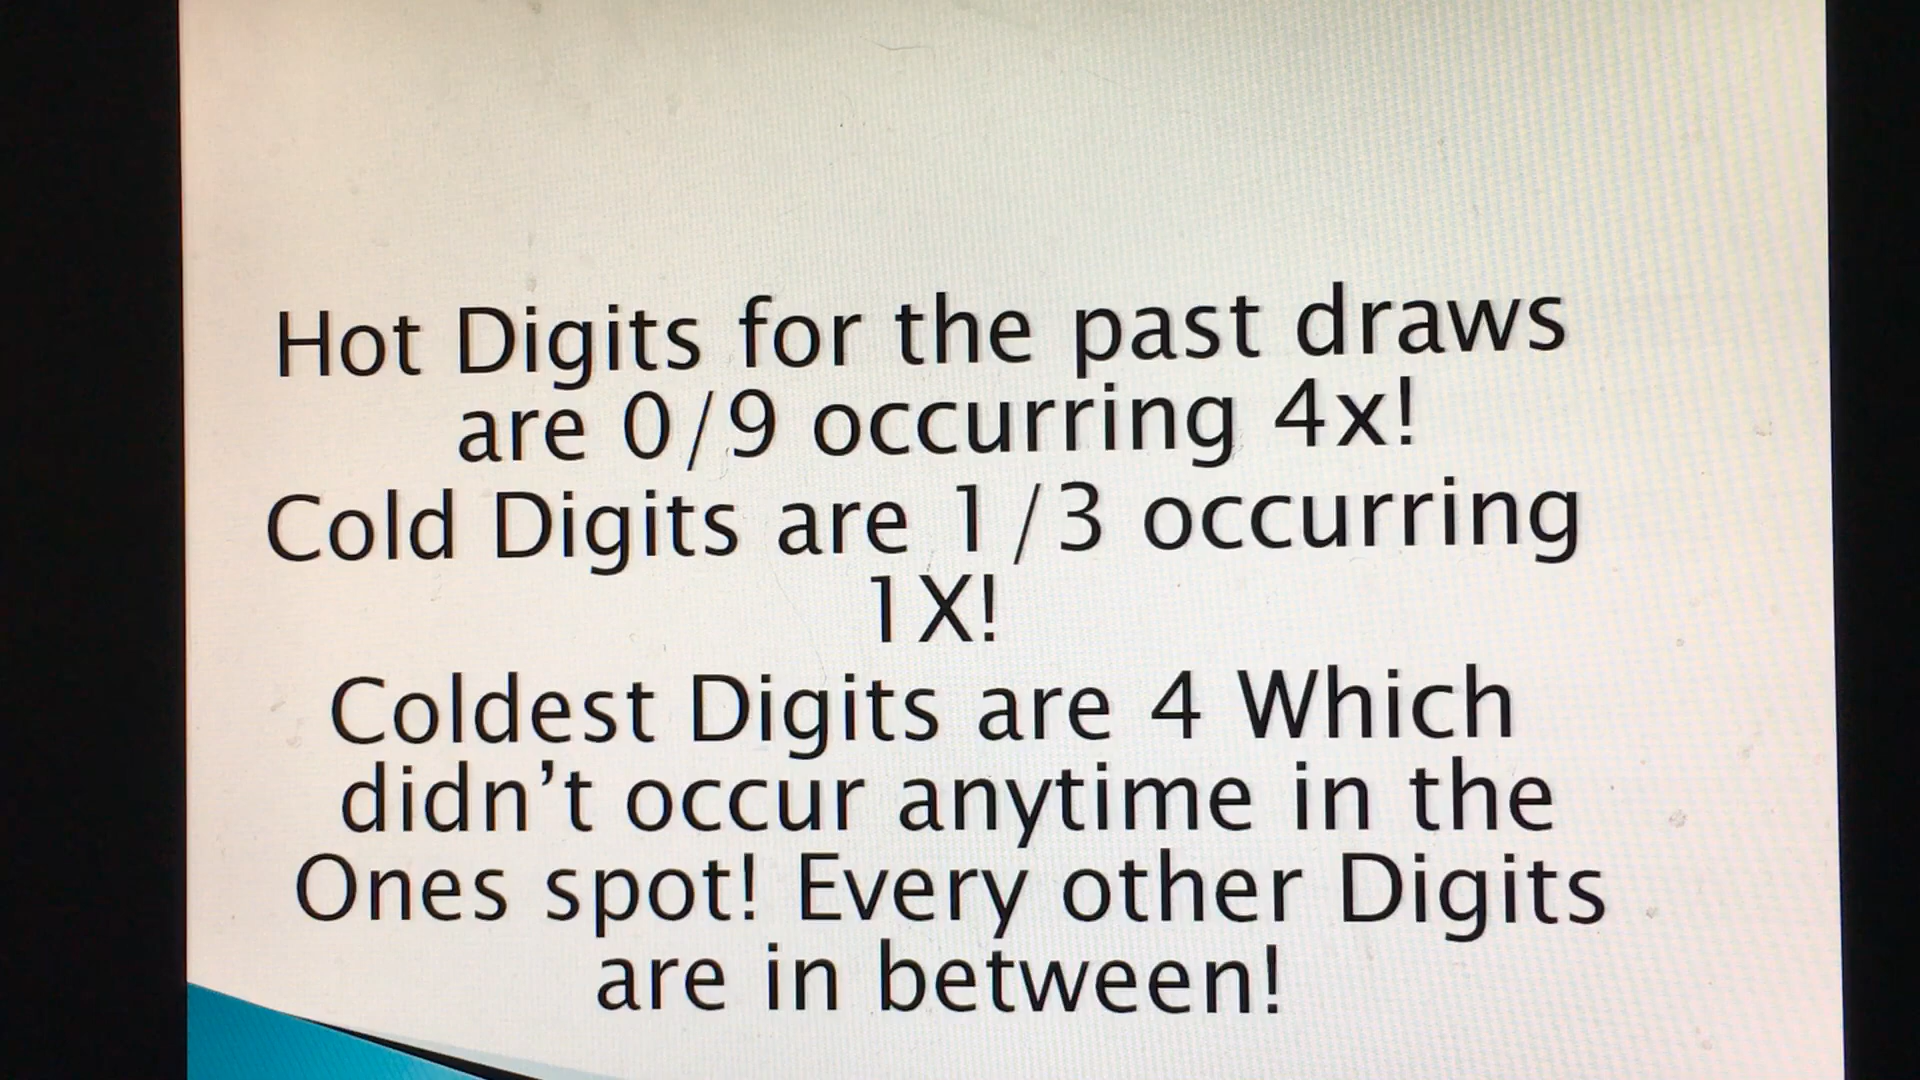 Hot Digits for the past draws
are 0/9 occurring 4x!
Cold Digits are 1/3 occurring
1X!
Coldest Digits are 4 Which
didn’t occur anytime in the
Ones spot! Every other Digits
are in between!